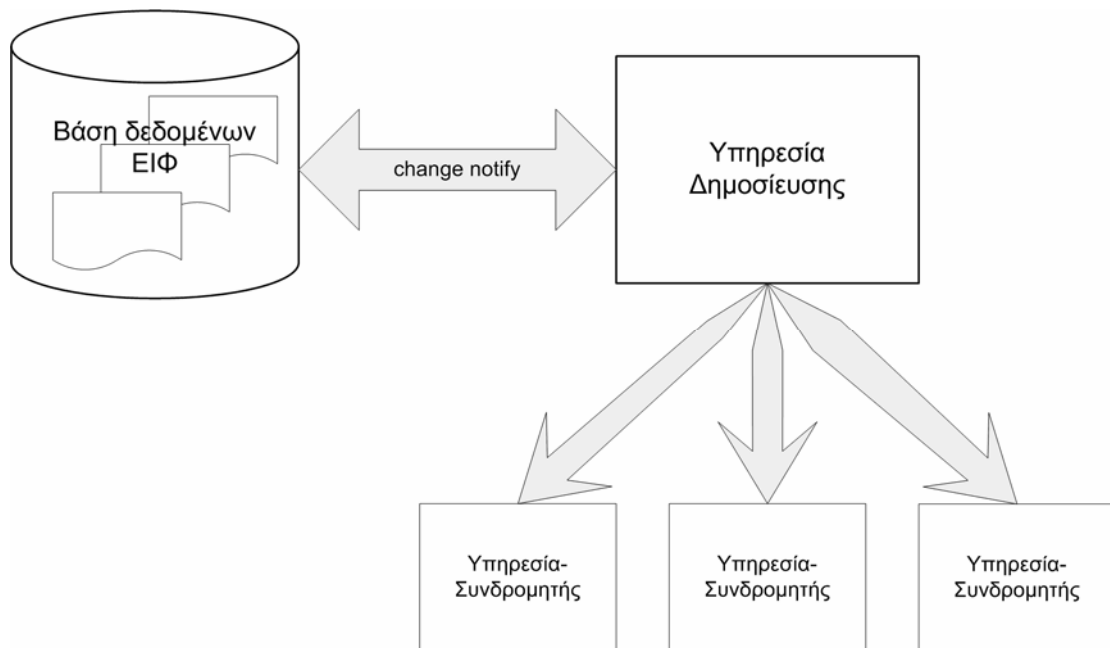 Βάση δεδομένων
ΕΙΦ
change notify
Υπηρεσία
Δημοσίευσης
Υπηρεσία-
Συνδρομητής
Υπηρεσία-
Συνδρομητής
Υπηρεσία-
Συνδρομητής